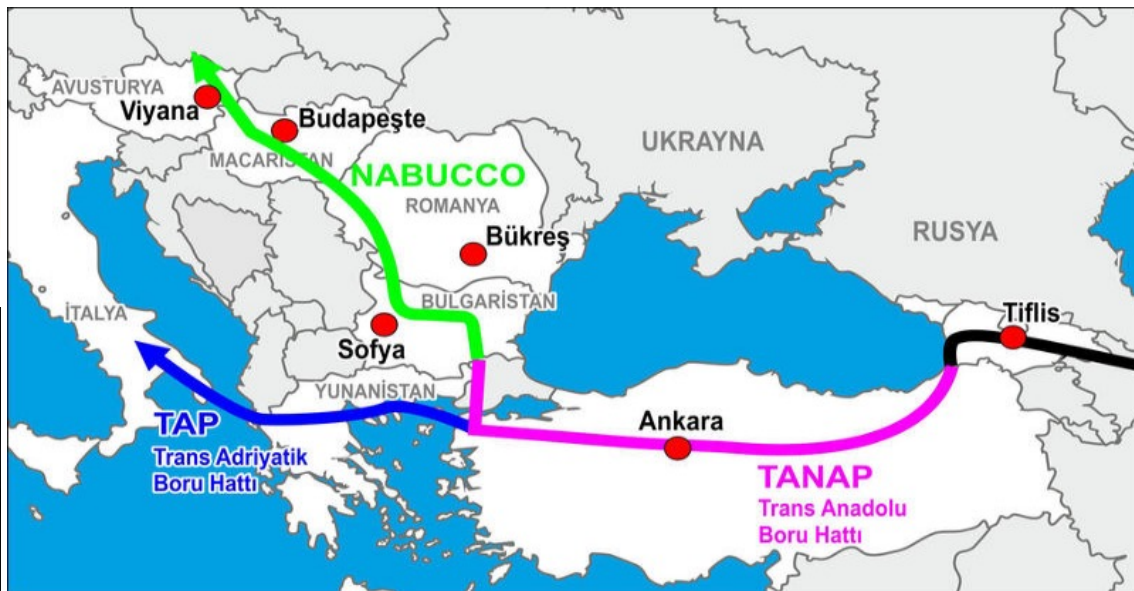 AVUSTURYA
Viyana
Budapeşte
MACARİSTAN
NABUCCO
ROMANYA
UKRAYNA
RUSYA
Bükreş
BULGARİSTAN
İTALYA
Sofya
Tiflis
YUNANİSTAN
TAP
Trans Adriyatik
Boru Hattı
Ankara
TANAP
Trans Anadolu
Boru Hattı